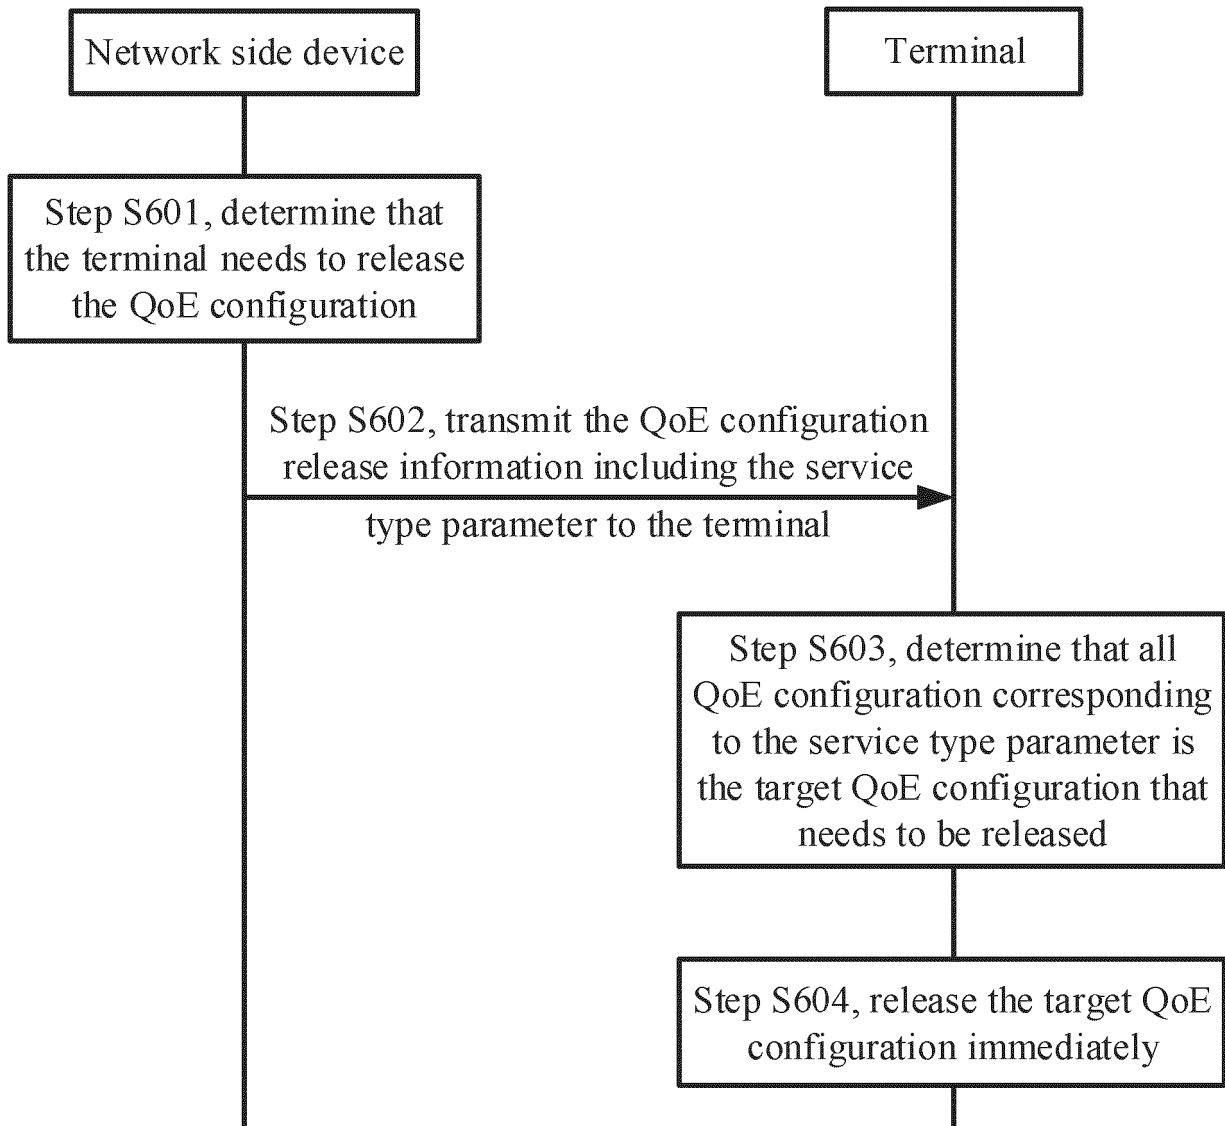 Network side device
Terminal
Step S601, determine that
the terminal needs to release
the QoE configuration
Step S602, transmit the QoE configuration
release information including the service
type parameter to the terminal
Step S603, determine that all
QoE configuration corresponding
to the service type parameter is
the target QoE configuration that
needs to be released
Step S604, release the target QoE
configuration immediately